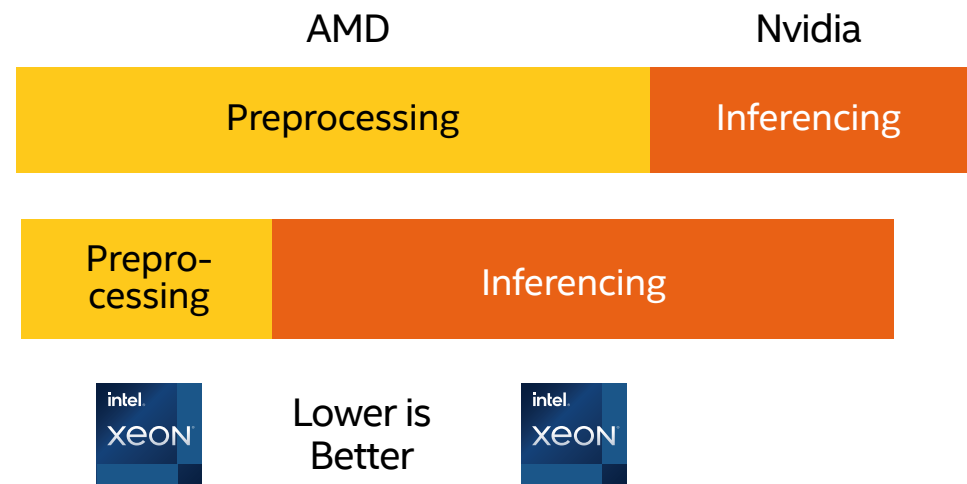 AMD Nvidia
Preprocessing Inferencing
Prepro-
cessing
Inferencing
intel.
xeon
Lower is
Better
intel.
xeon